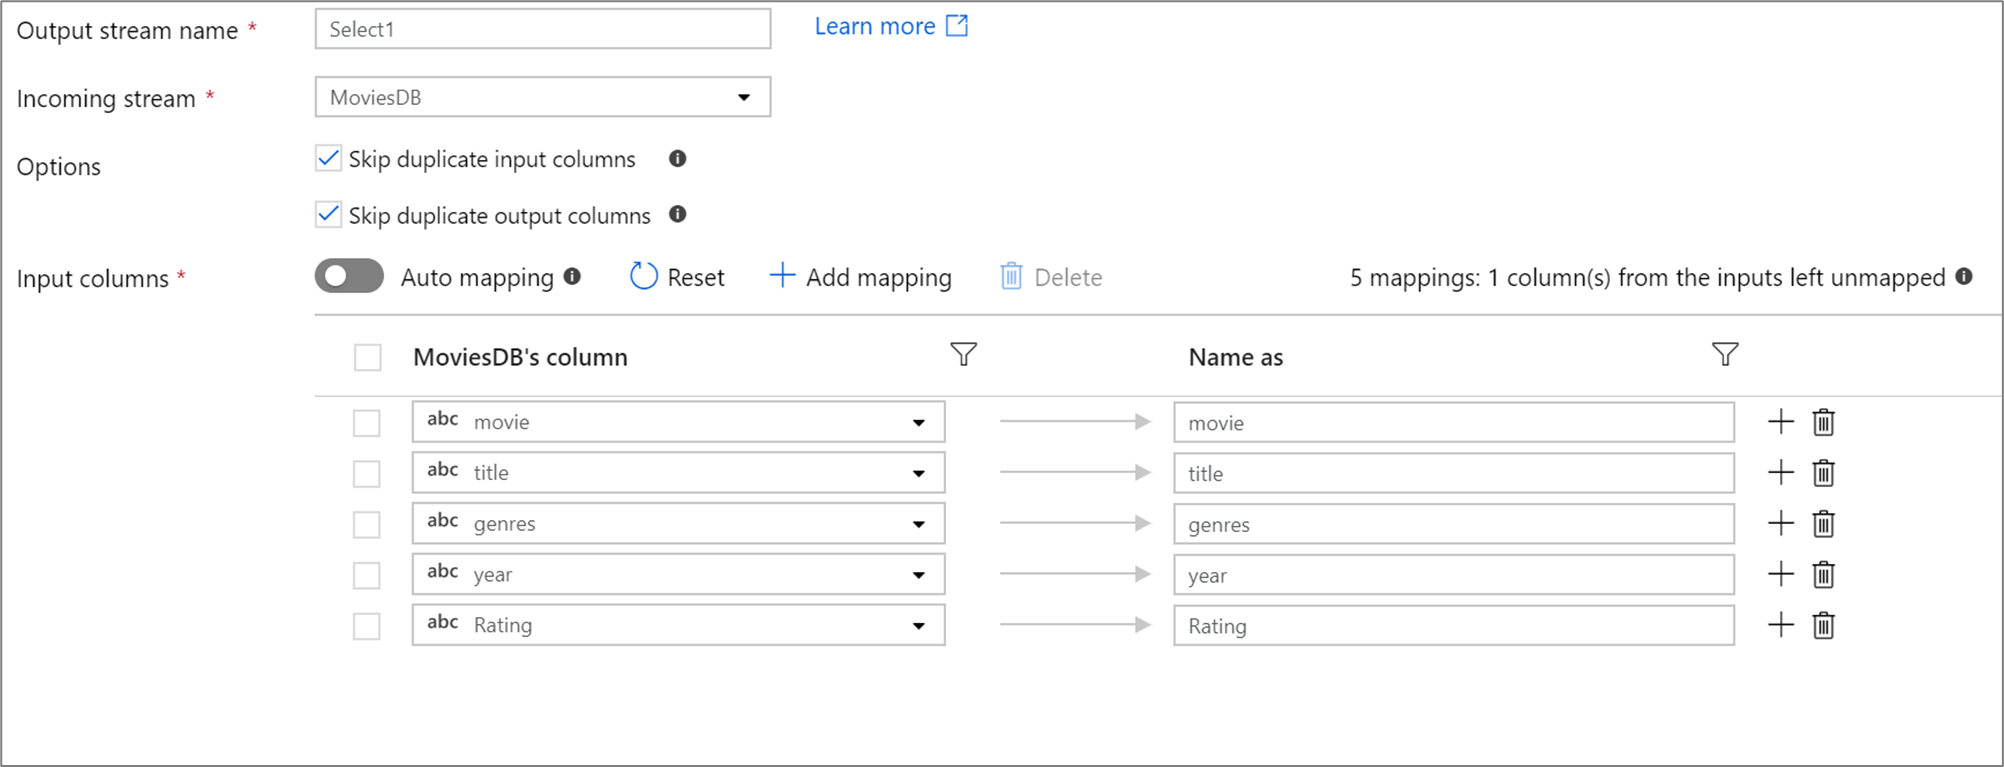 Output stream name * Select1 Learn more
Incoming stream * MoviesDB
Options Skip duplicate input columns
Skip duplicate output columns
Input columns * Auto mapping Reset Add mapping Delete 5 mappings: 1 column(s) from the inputs left unmapped
MoviesDB's column Name as
abc movie movie
abc title title
abc genres genres
abc year year
abc Rating Rating